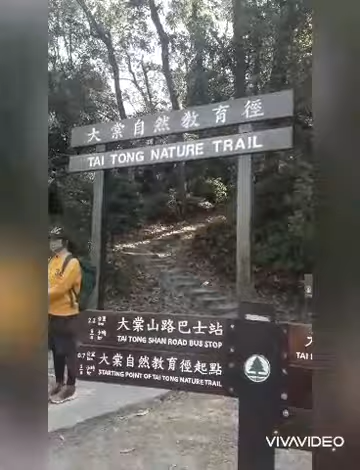 大棠自然教育徑
TAI TONG NATURE TRAIL
大棠山路巴士站
TAI TONG SHAN ROAD BUS STOP
大棠自然教育徑起點
STARTING POINT OF TAI TONG NATURE TRAIL
VIVAVIDEO